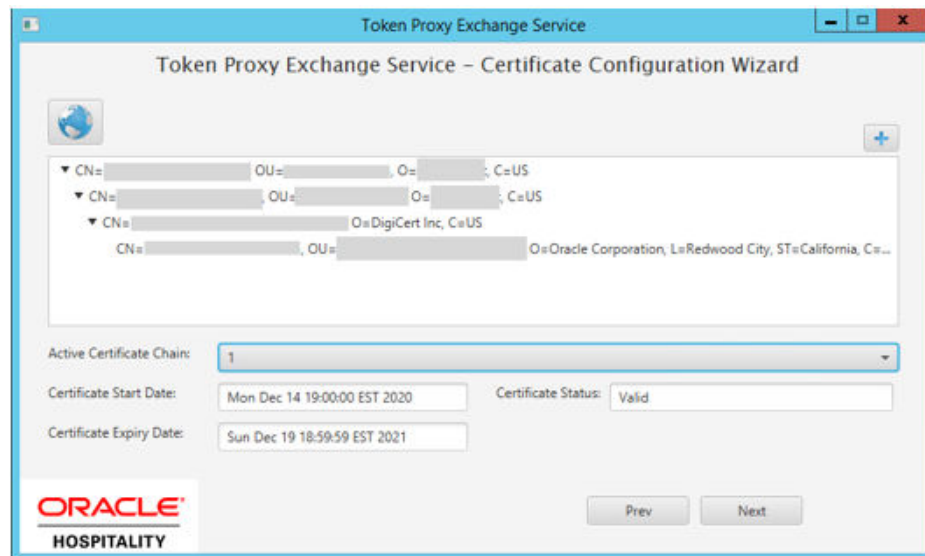 Token Proxy Exchange Service
Token Proxy Exchange Service – Certificate Configuration Wizard
CN= OU= , O= , C=US
CN= , OU= O= , C=US
CN= O=DigiCert Inc, C=US
CN= , OU= O=Oracle Corporation, L=Redwood City, ST=California, C=...
Active Certificate Chain: 1
Certificate Start Date: Mon Dec 14 19:00:00 EST 2020 Certificate Status: Valid
Certificate Expiry Date: Sun Dec 19 18:59:59 EST 2021
ORACLE®
HOSPITALITY
Prev Next